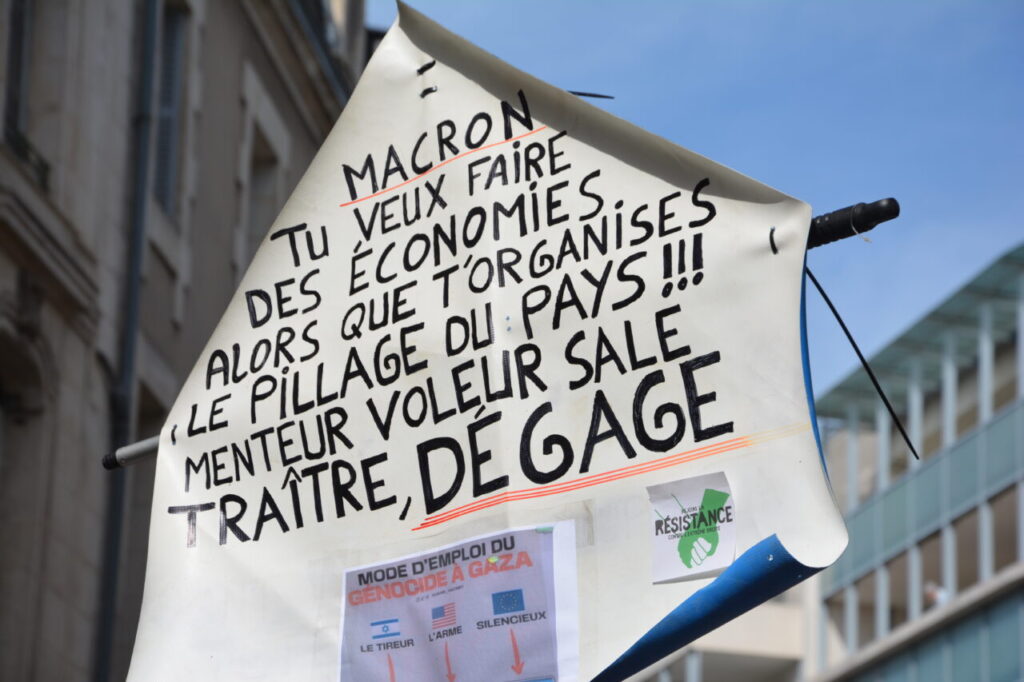 MACRON
TU VEUX FAIRE
DES ÉCONOMIES
ALORS QUE T'ORGANISES
LE PILLAGE DU PAYS !!!
MENTEUR VOLEUR SALE
TRAÎTRE, DÉGAGE
RÉSISTANCE
MODE D'EMPLOI DU
GÉNOCIDE À GAZA
LE TIREUR
L'ARME
SILENCIEUX